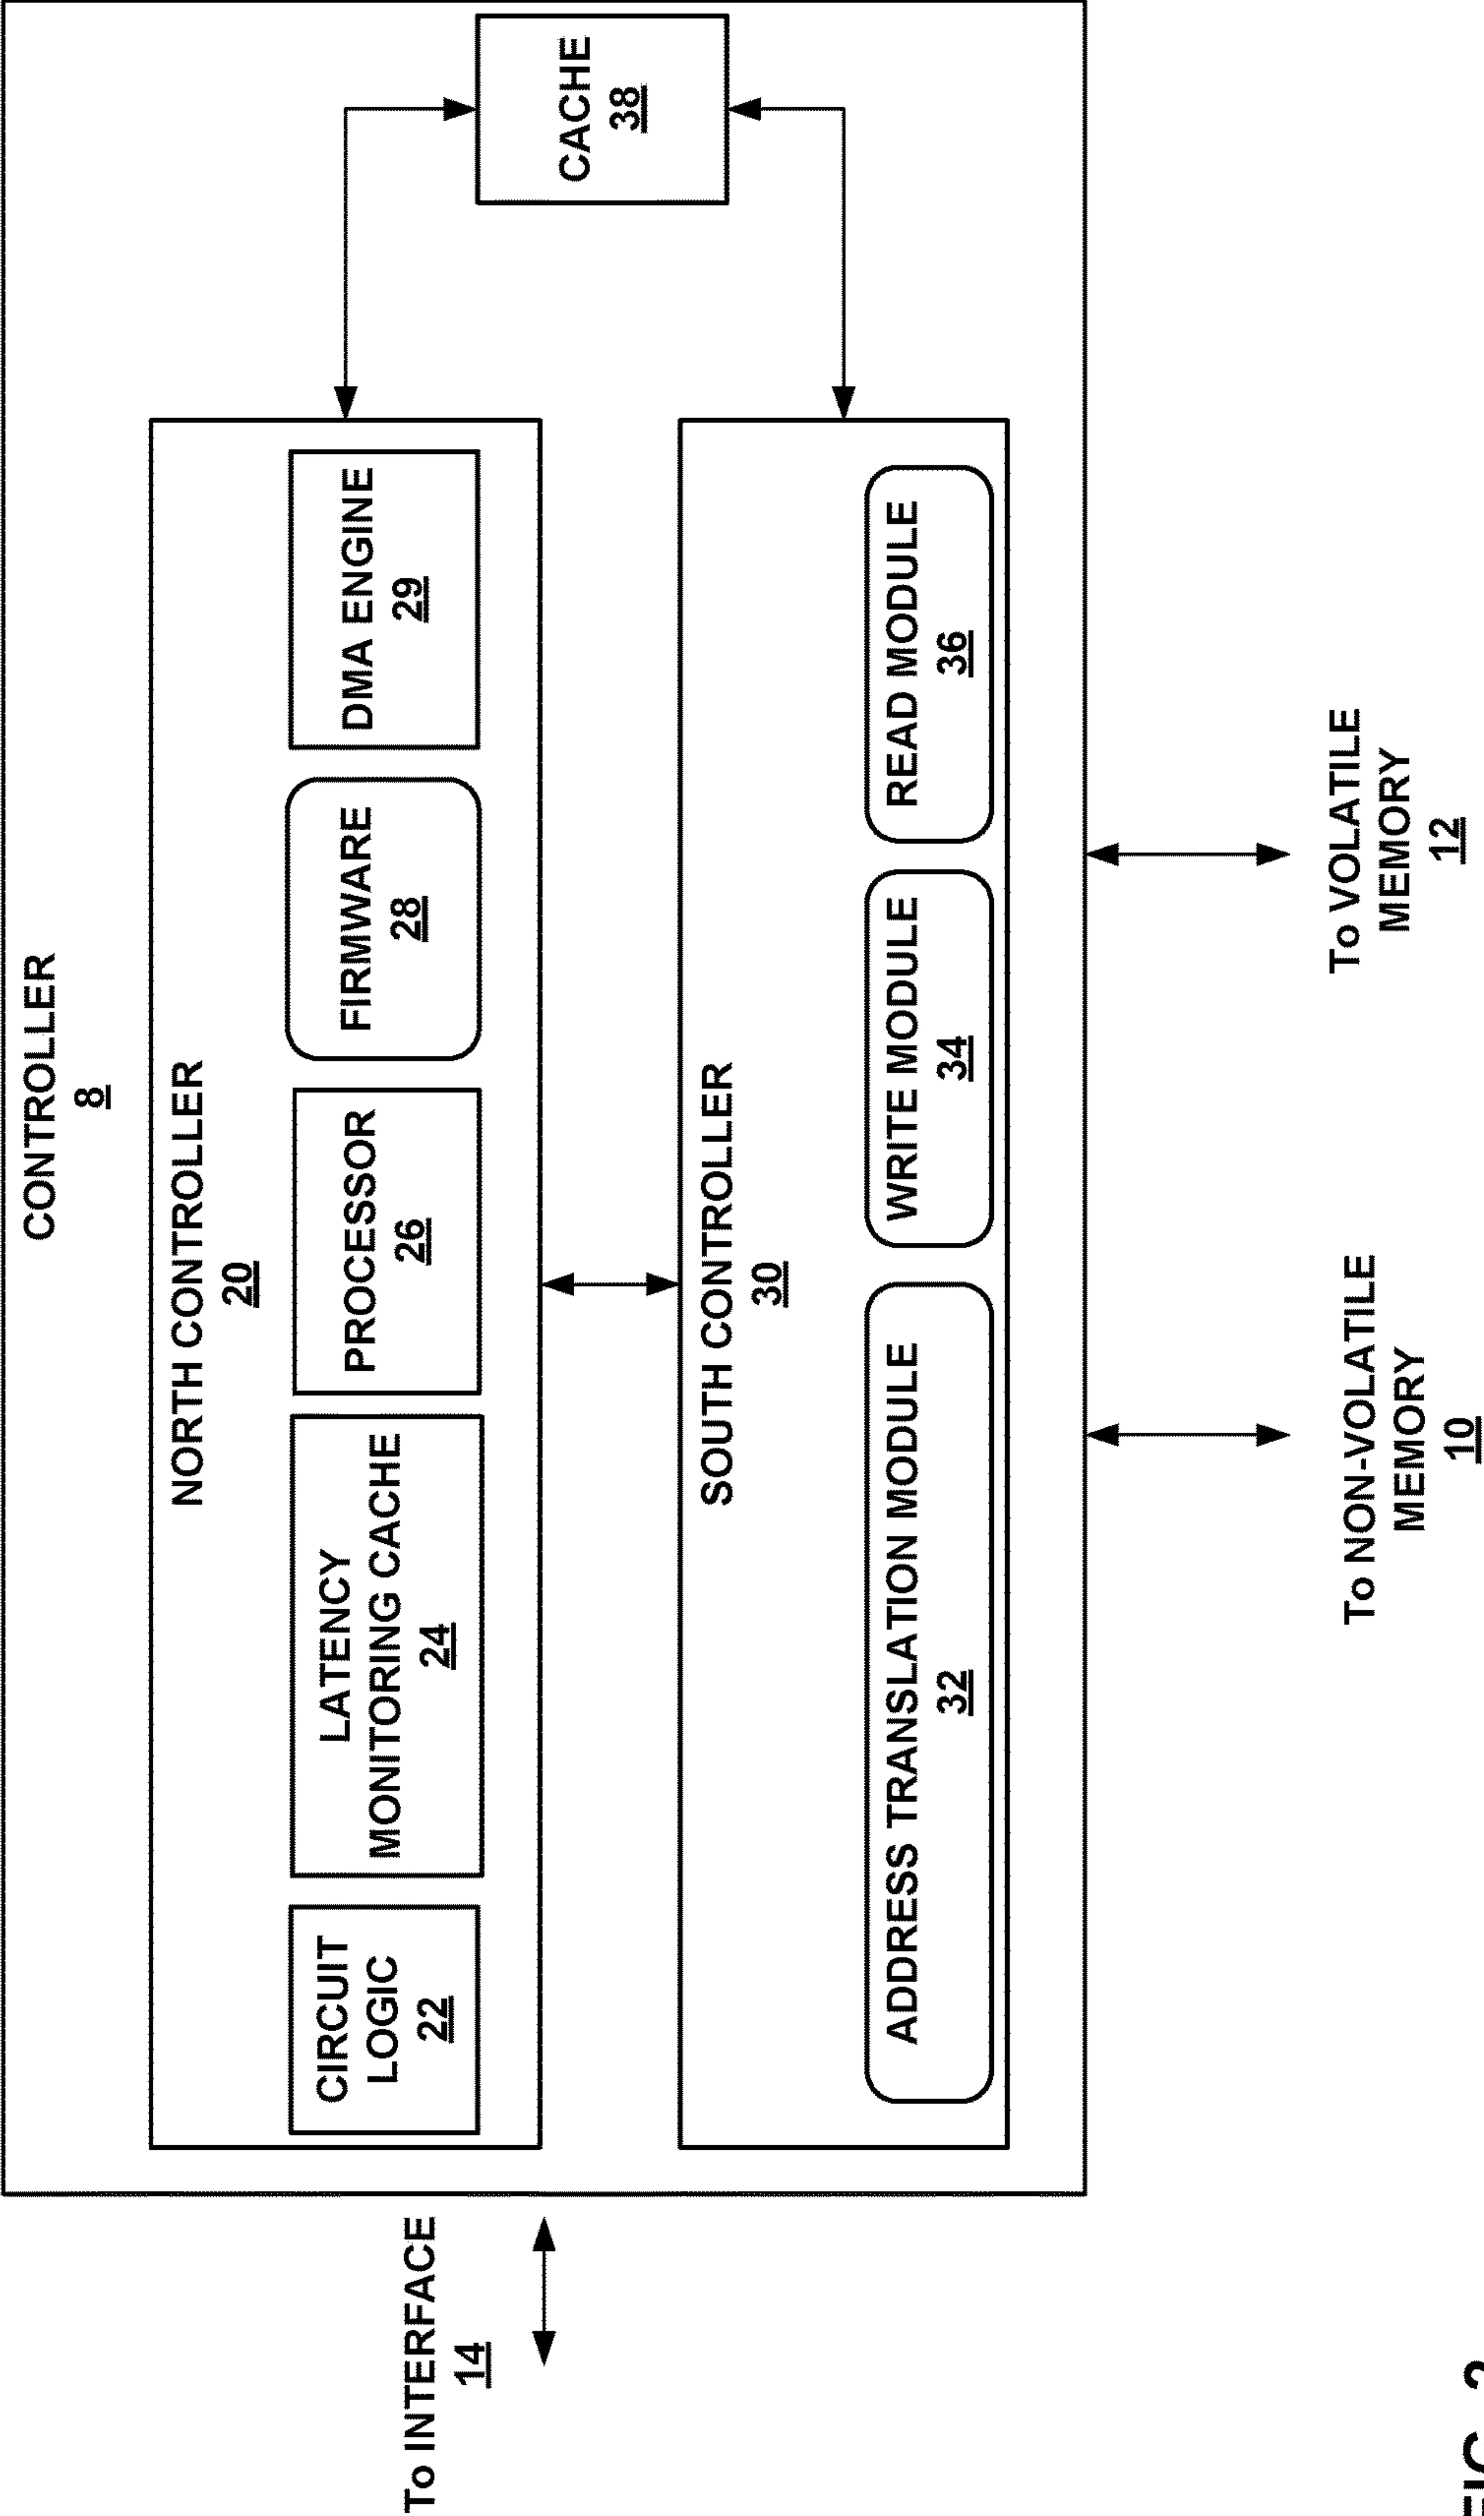 CONTROLLER
8
NORTH CONTROLLER
20
CIRCUIT
LOGIC
22
LATENCY
MONITORING CACHE
24
PROCESSOR
26
FIRMWARE
28
DMA ENGINE
29
CACHE
38
SOUTH CONTROLLER
30
ADDRESS TRANSLATION MODULE
32
WRITE MODULE
34
READ MODULE
36
To INTERFACE
14
To NON-VOLATILE
MEMORY
10
To VOLATILE
MEMORY
12